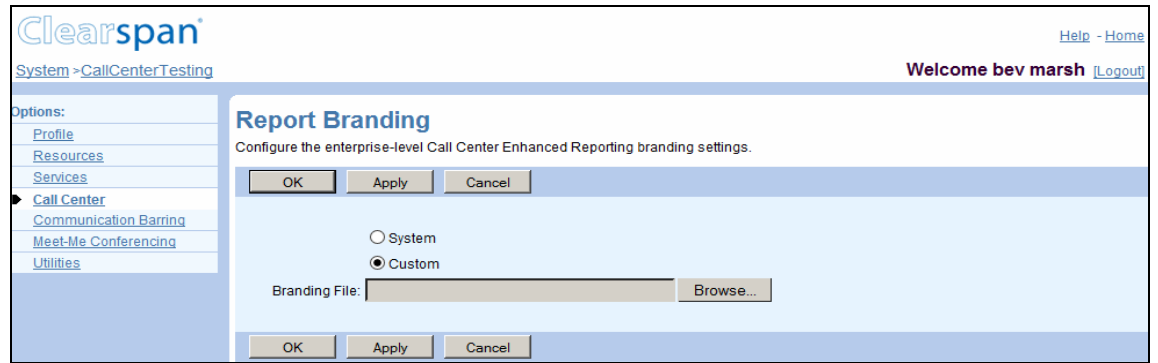 Clearspan
Help - Home
System >CallCenterTesting
Welcome bev marsh [Logout]
Options:
Profile
Resources
Services
Call Center
Communication Barring
Meet-Me Conferencing
Utilities
Report Branding
Configure the enterprise-level Call Center Enhanced Reporting branding settings.
OK Apply Cancel
System
Custom
Branding File: Browse...
OK Apply Cancel